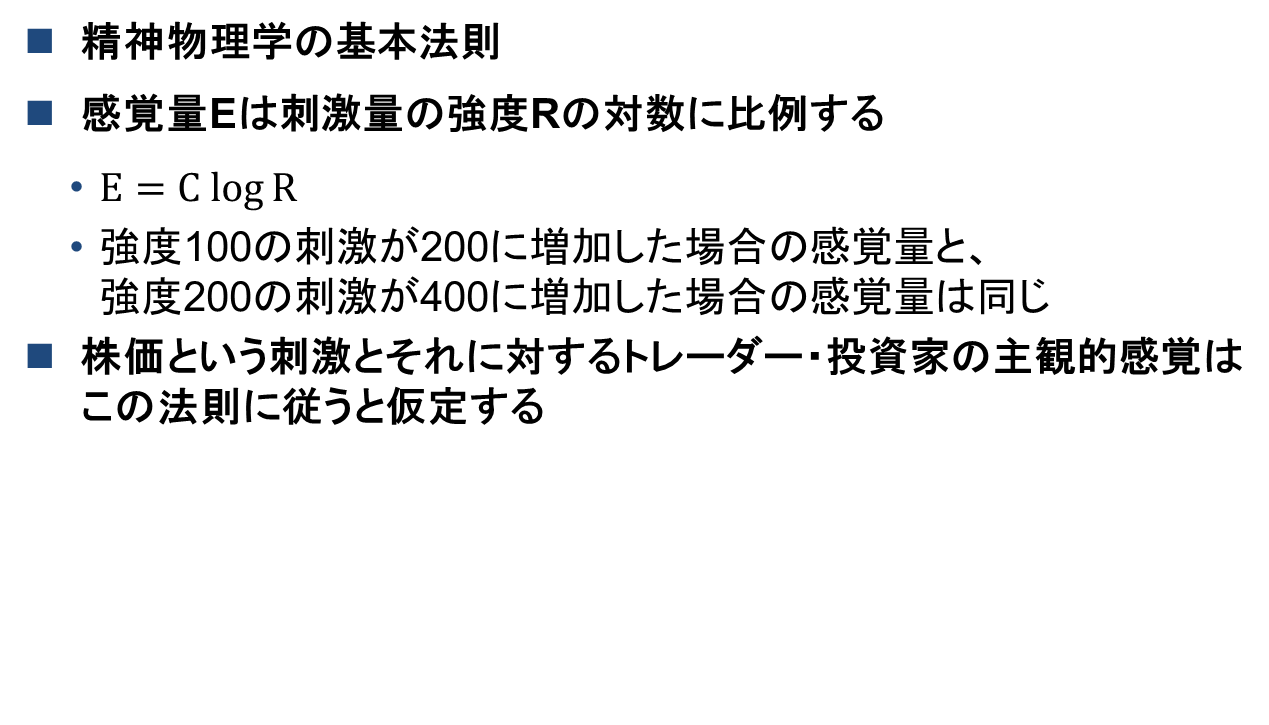 ■ 精神物理学の基本法則
■ 感覚量Eは刺激量の強度Rの対数に比例する
• E = C log R
• 強度100の刺激が200に増加した場合の感覚量と、
強度200の刺激が400に増加した場合の感覚量は同じ
■ 株価という刺激とそれに対するトレーダー・投資家の主観的感覚は
この法則に従うと仮定する